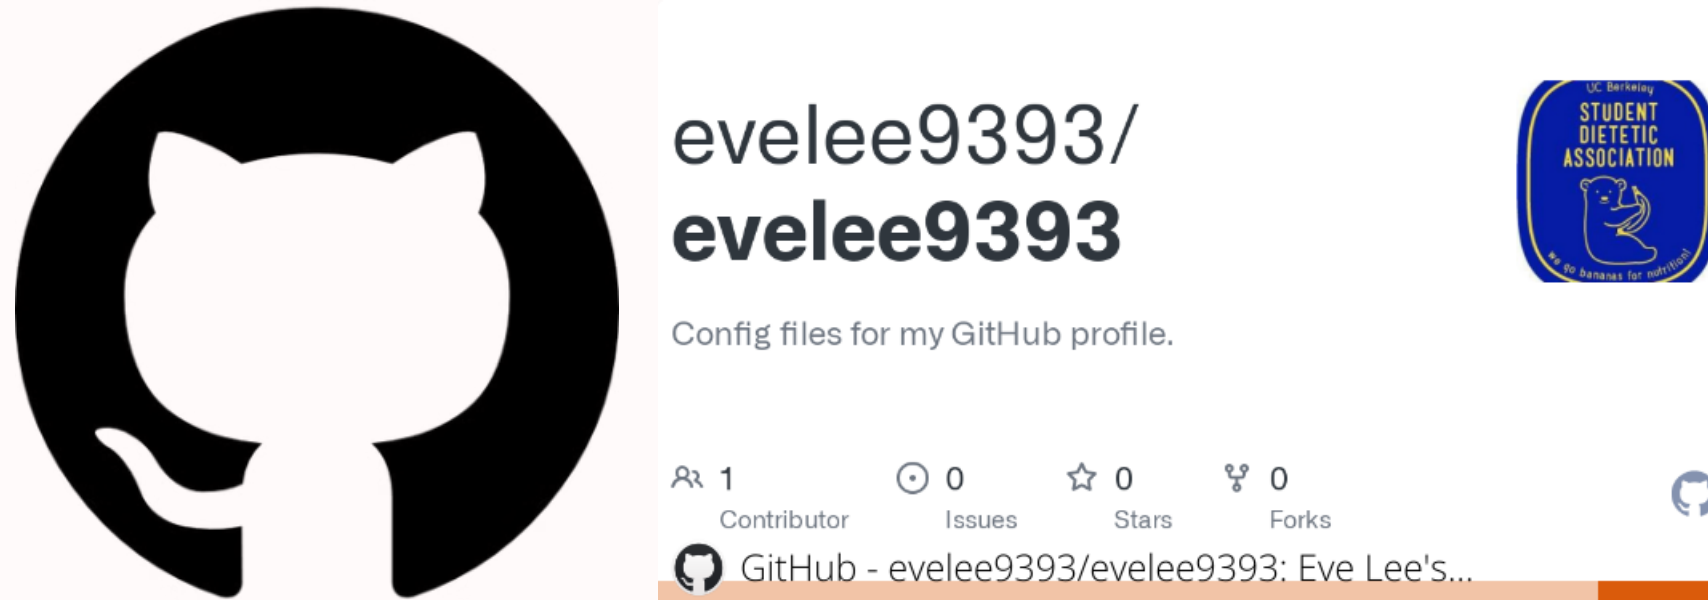 evelee9393/
evelee9393
Config files for my GitHub profile.
1
Contributor
0
Issues
0
Stars
0
Forks
GitHub - evelee9393/evelee9393: Eve Lee's...
UC Berkeley
STUDENT
DIETETIC
ASSOCIATION
we go bananas for nutrition!